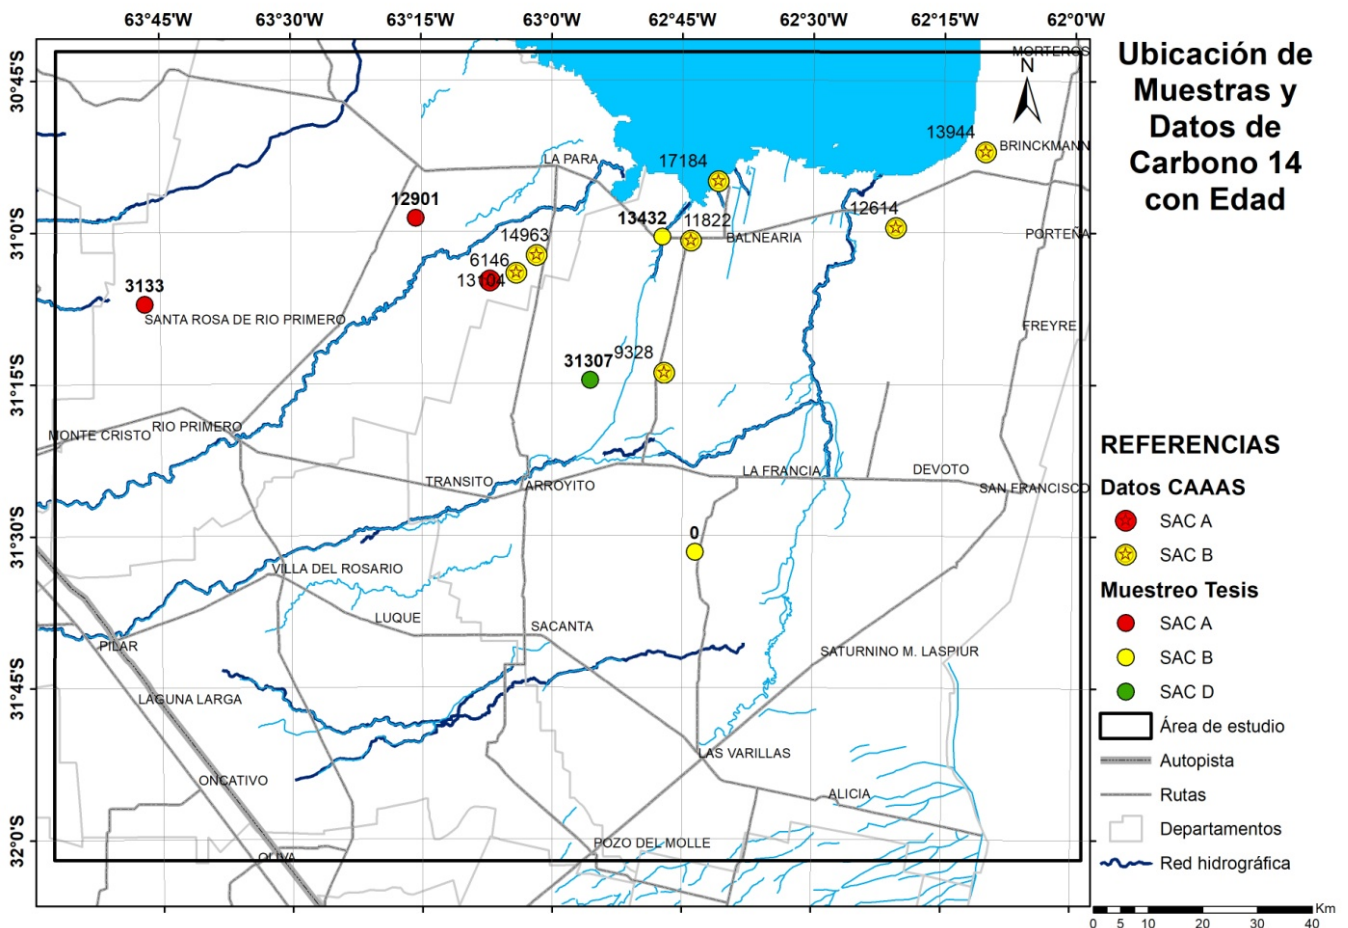 63°45'W
63°30'W
63°15'W
63°00'W
62°45'W
62°30'W
62°15'W
62°00'W
Ubicación de
Muestras y
Datos de
Carbono 14
con Edad
30°45'S
31°0'S
31°15'S
31°30'S
31°45'S
32°0'S
MORTEROS
N
13944
BRINCKMANN
LA PARA
17184
12901
13432
11822
12614
BALNEARIA
PORTEÑA
14963
6146
13104
3133
SANTA ROSA DE RIO PRIMERO
FREYRE
31307
9328
MONTE CRISTO
RIO PRIMERO
TRANSITO
ARROYITO
LA FRANCIA
DEVOTO
SAN FRANCISCO
0
VILLA DEL ROSARIO
LUQUE
SACANTA
PILAR
SATURNINO M. LASPIUR
LAGUNA LARGA
LAS VARILLAS
ONCATIVO
ALICIA
POZO DEL MOLLE
OLIVA
REFERENCIAS
Datos CAAAS
SAC A
SAC B
Muestreo Tesis
SAC A
SAC B
SAC D
Área de estudio
Autopista
Rutas
Departamentos
Red hidrográfica
Km
0 5 10 20 30 40